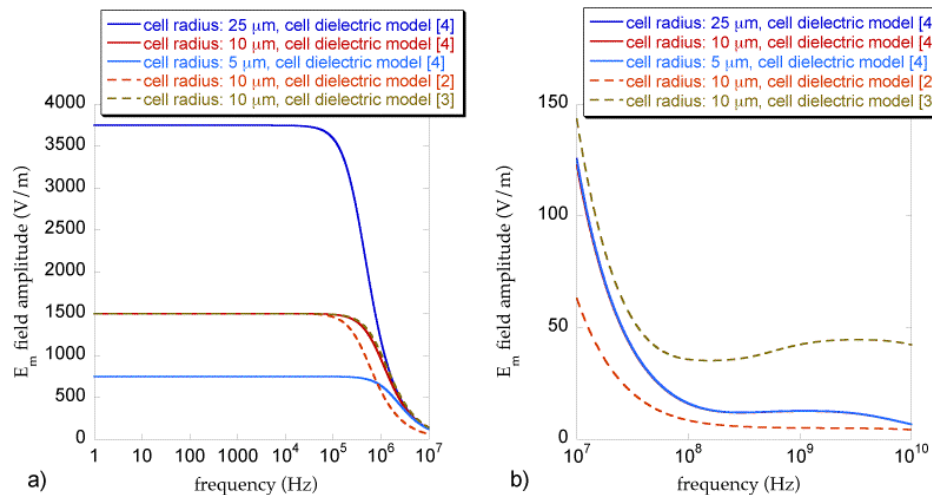 cell radius: 25 μm, cell dielectric model [4]
cell radius: 10 μm, cell dielectric model [4]
cell radius: 5 μm, cell dielectric model [4]
cell radius: 10 μm, cell dielectric model [2]
cell radius: 10 μm, cell dielectric model [3]
4000
3500
3000
2500
2000
1500
1000
500
0
E_m field amplitude (V/m)
1 10 100 1000 10^4 10^5 10^6 10^7
frequency (Hz)
a)
cell radius: 25 μm, cell dielectric model [4
cell radius: 10 μm, cell dielectric model [4
cell radius: 5 μm, cell dielectric model [4]
cell radius: 10 μm, cell dielectric model [2
cell radius: 10 μm, cell dielectric model [3
150
100
50
0
E_m field amplitude (V/m)
10^7 10^8 10^9 10^10
frequency (Hz)
b)